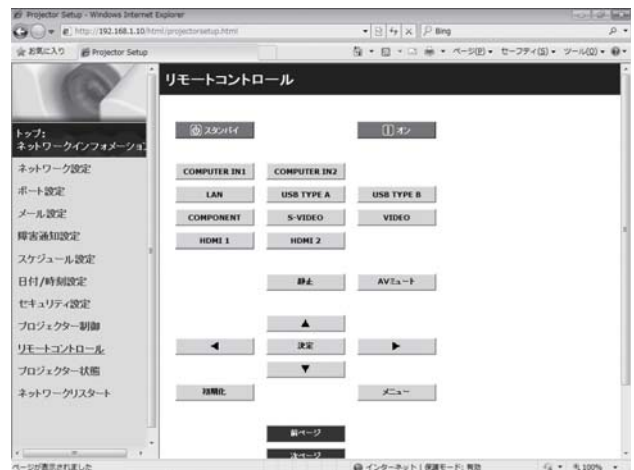 Projector Setup - Windows Internet Explorer
http://192.168.1.10/html/projectorsetup.html
Bing
お気に入り
Projector Setup
ページ(P)
セーフティ(S)
ツール(O)
リモートコントロール
スタンバイ
オン
トップ:
ネットワークインフォメーション
ネットワーク設定
ポート設定
メール設定
障害通知設定
スケジュール設定
日付/時刻設定
セキュリティ設定
プロジェクター制御
リモートコントロール
プロジェクター状態
ネットワークリスタート
COMPUTER IN1
COMPUTER IN2
LAN
USB TYPE A
USB TYPE B
COMPONENT
S-VIDEO
VIDEO
HDMI 1
HDMI 2
静止
AVミュート
▲
◀
決定
▶
▼
初期化
メニュー
前ページ
次ページ
ページが表示されました
インターネット | 保護モード: 無効
100%